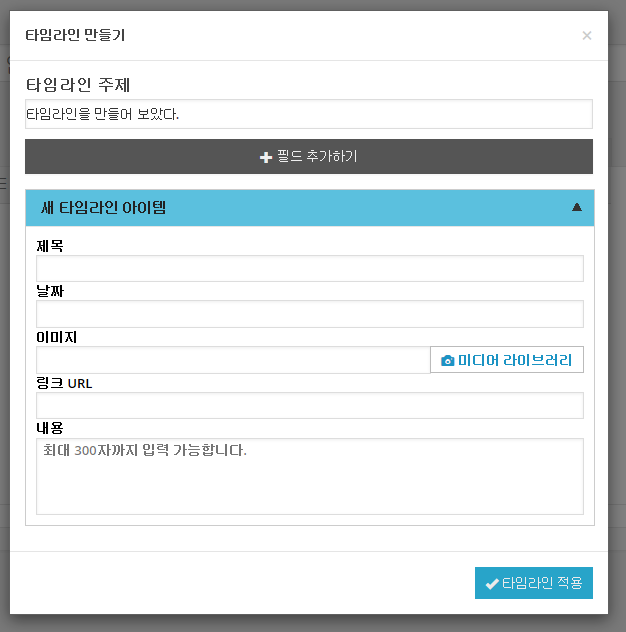 타임라인 만들기
×
타임라인 주제
타임라인을 만들어 보았다.
필드 추가하기
새 타임라인 아이템
제목
날짜
이미지
미디어 라이브러리
링크 URL
내용
최대 300자까지 입력 가능합니다.
타임라인 적용